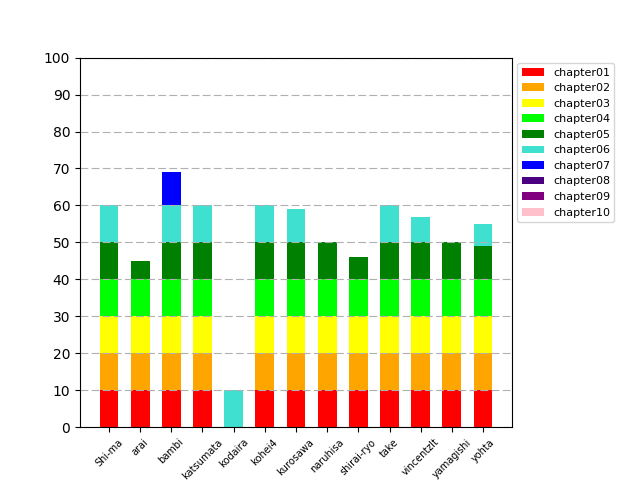 100
90
80
70
60
50
40
30
20
10
0
Shi-ma
arai
bambi
katsumata
kodaira
kohei4
kurosawa
naruhisa
shirai-ryo
take
vincentzlt
yamagishi
yohta
chapter01
chapter02
chapter03
chapter04
chapter05
chapter06
chapter07
chapter08
chapter09
chapter10